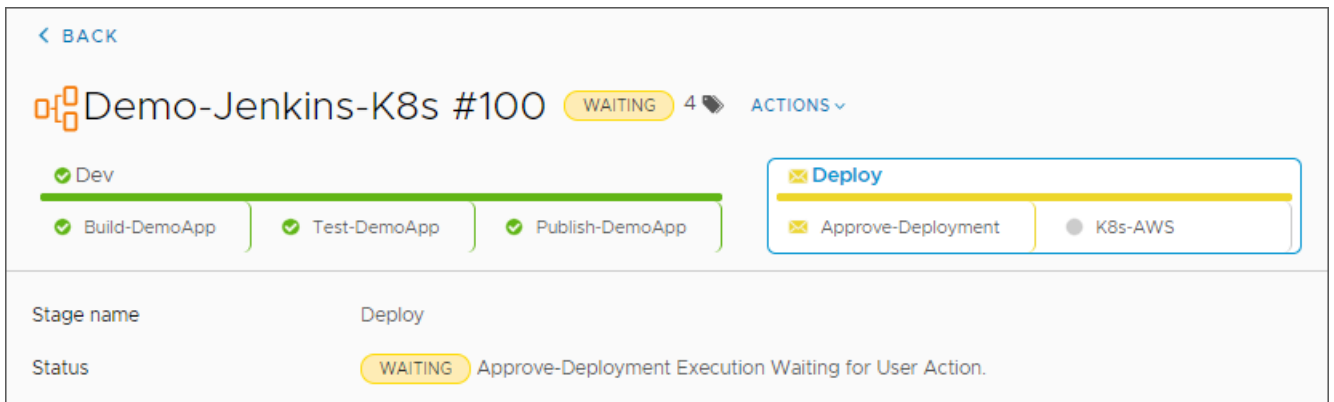 BACK
Demo-Jenkins-K8s #100 WAITING 4 ACTIONS
Dev
Build-DemoApp Test-DemoApp Publish-DemoApp
Deploy
Approve-Deployment K8s-AWS
Stage name Deploy
Status WAITING Approve-Deployment Execution Waiting for User Action.